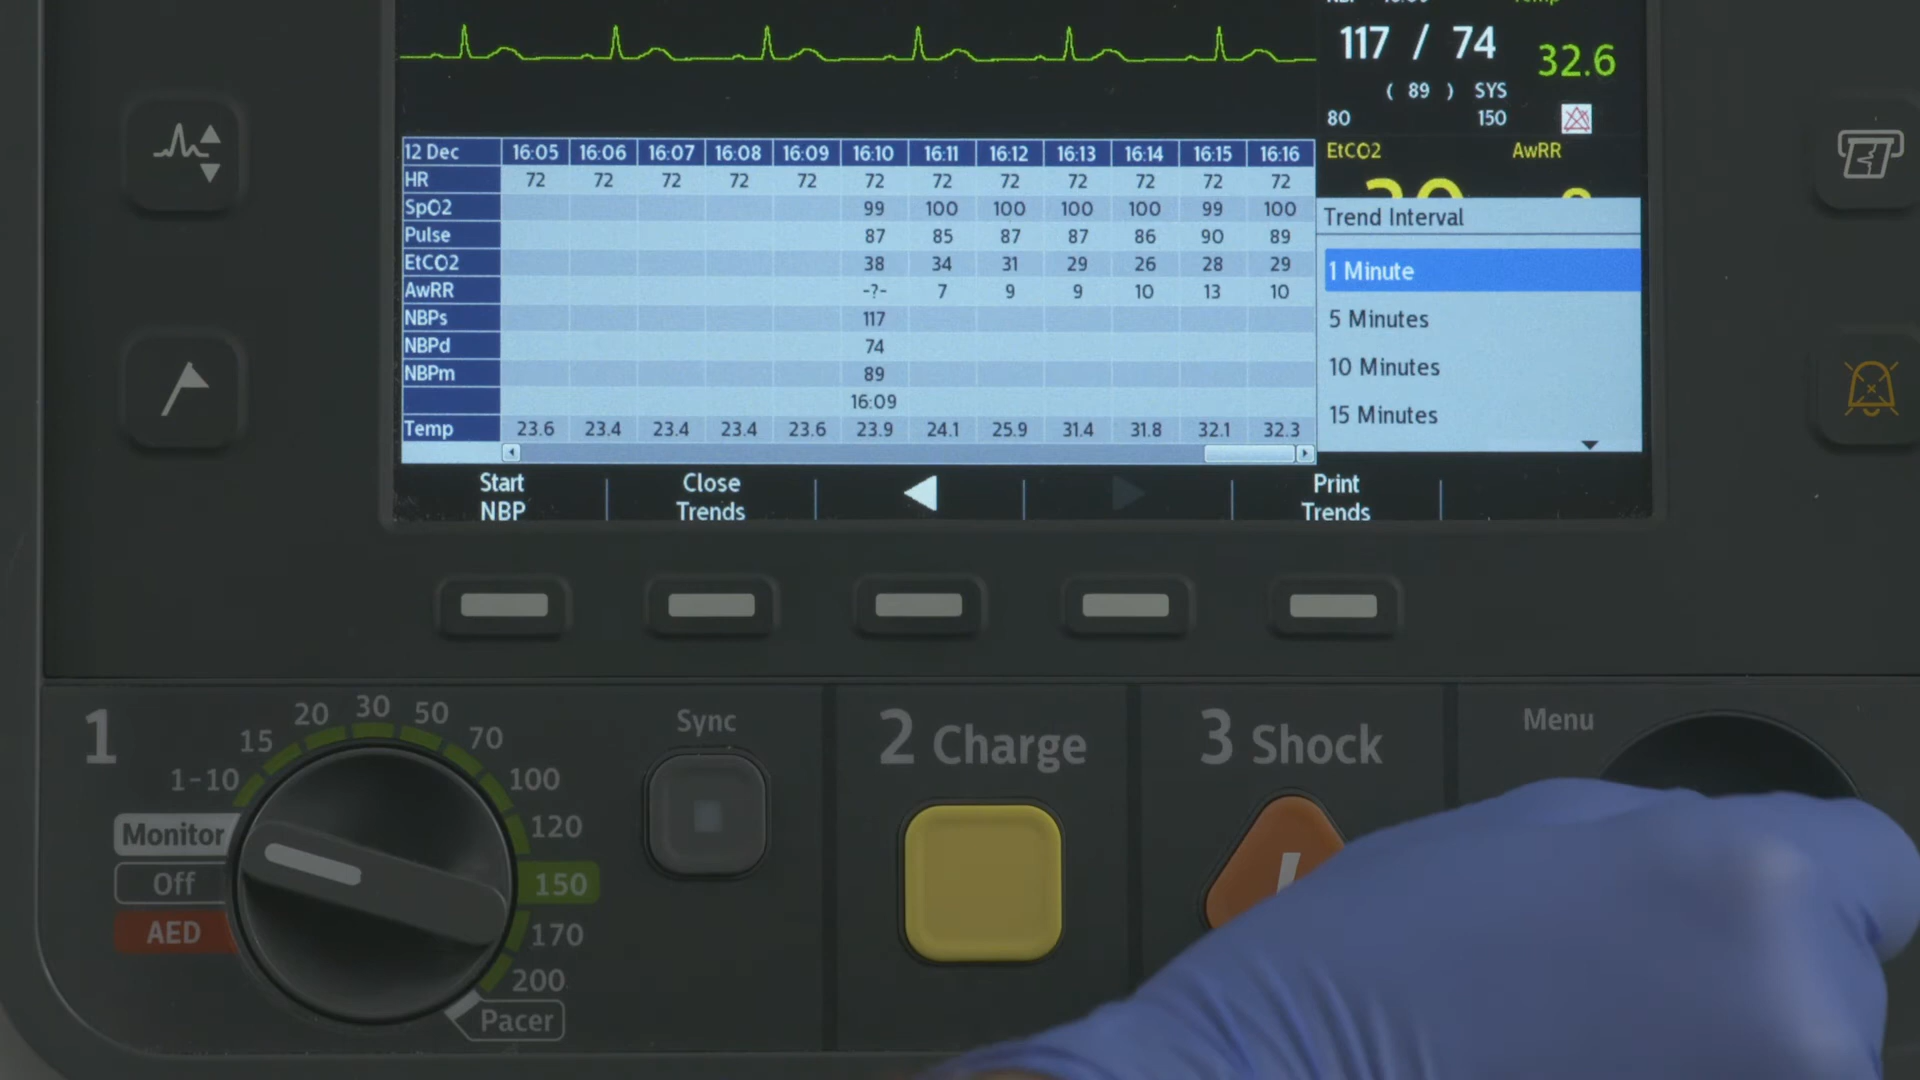 117 / 74
32.6
( 89 ) SYS
80 150
EtCO2 AwRR
12 Dec 16:05 16:06 16:07 16:08 16:09 16:10 16:11 16:12 16:13 16:14 16:15 16:16
HR 72 72 72 72 72 72 72 72 72 72 72 72
SpO2 99 100 100 100 100 99 100
Pulse 87 85 87 87 86 90 89
EtCO2 38 34 31 29 26 28 29
AwRR -?- 7 9 9 10 13 10
NBPs 117
NBPd 74
NBPm 89
16:09
Temp 23.6 23.4 23.4 23.4 23.6 23.9 24.1 25.9 31.4 31.8 32.1 32.3
Trend Interval
1 Minute
5 Minutes
10 Minutes
15 Minutes
Start
NBP
Close
Trends
Print
Trends
1
1-10
15
20
30
50
70
100
120
150
170
200
Pacer
Monitor
Off
AED
Sync
2 Charge
3 Shock
Menu